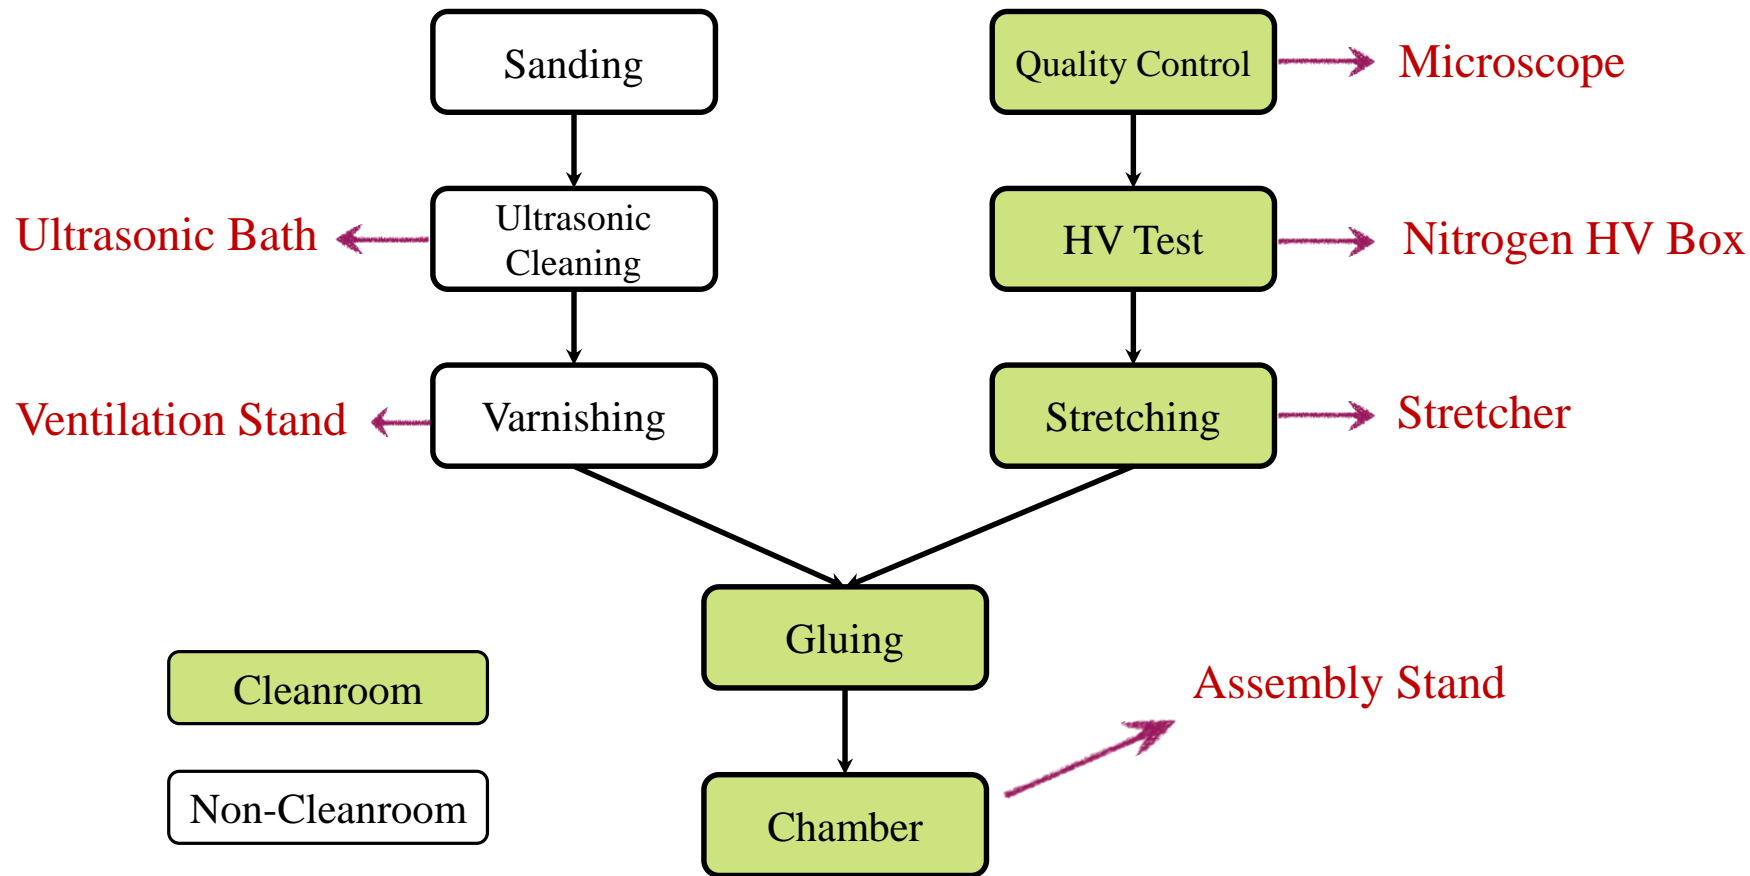 Sanding
Quality Control
Microscope
Ultrasonic Bath
Ultrasonic
Cleaning
HV Test
Nitrogen HV Box
Ventilation Stand
Varnishing
Stretching
Stretcher
Gluing
Cleanroom
Assembly Stand
Non-Cleanroom
Chamber